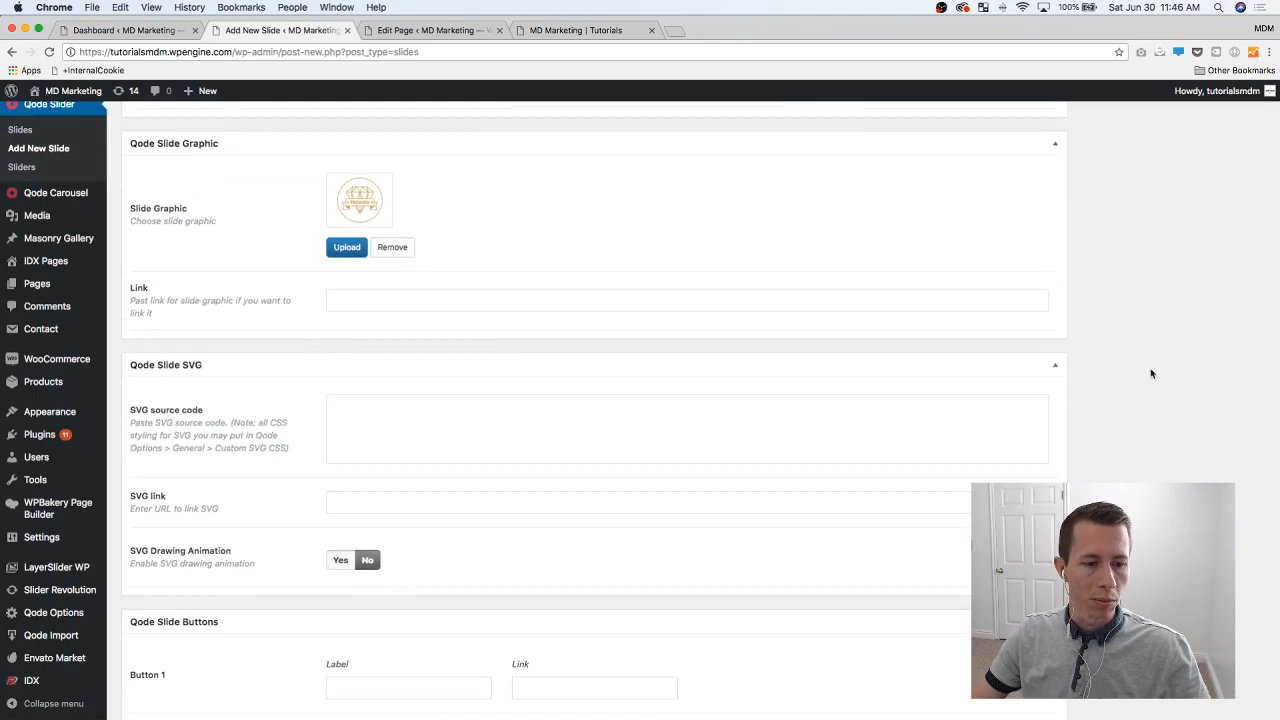 Chrome File Edit View History Bookmarks People Window Help 100% Sat Jun 30 11:46 AM
Dashboard ‹ MD Marketing — × Add New Slide ‹ MD Marketing × Edit Page ‹ MD Marketing — W × MD Marketing | Tutorials × MDM
https://tutorialsmdm.wpengine.com/wp-admin/post-new.php?post_type=slides
Apps +InternalCookie Other Bookmarks
MD Marketing 14 0 + New Howdy, tutorialsmdm
Qode Slider
Slides
Add New Slide
Sliders
Qode Carousel
Media
Masonry Gallery
IDX Pages
Pages
Comments
Contact
WooCommerce
Products
Appearance
Plugins 11
Users
Tools
WPBakery Page
Builder
Settings
LayerSlider WP
Slider Revolution
Qode Options
Qode Import
Envato Market
IDX
Collapse menu
Qode Slide Graphic
Slide Graphic
Choose slide graphic
Upload Remove
Link
Past link for slide graphic if you want to
link it
Qode Slide SVG
SVG source code
Paste SVG source code. (Note: all CSS
styling for SVG you may put in Qode
Options > General > Custom SVG CSS)
SVG link
Enter URL to link SVG
SVG Drawing Animation
Enable SVG drawing animation
Yes No
Qode Slide Buttons
Label Link
Button 1